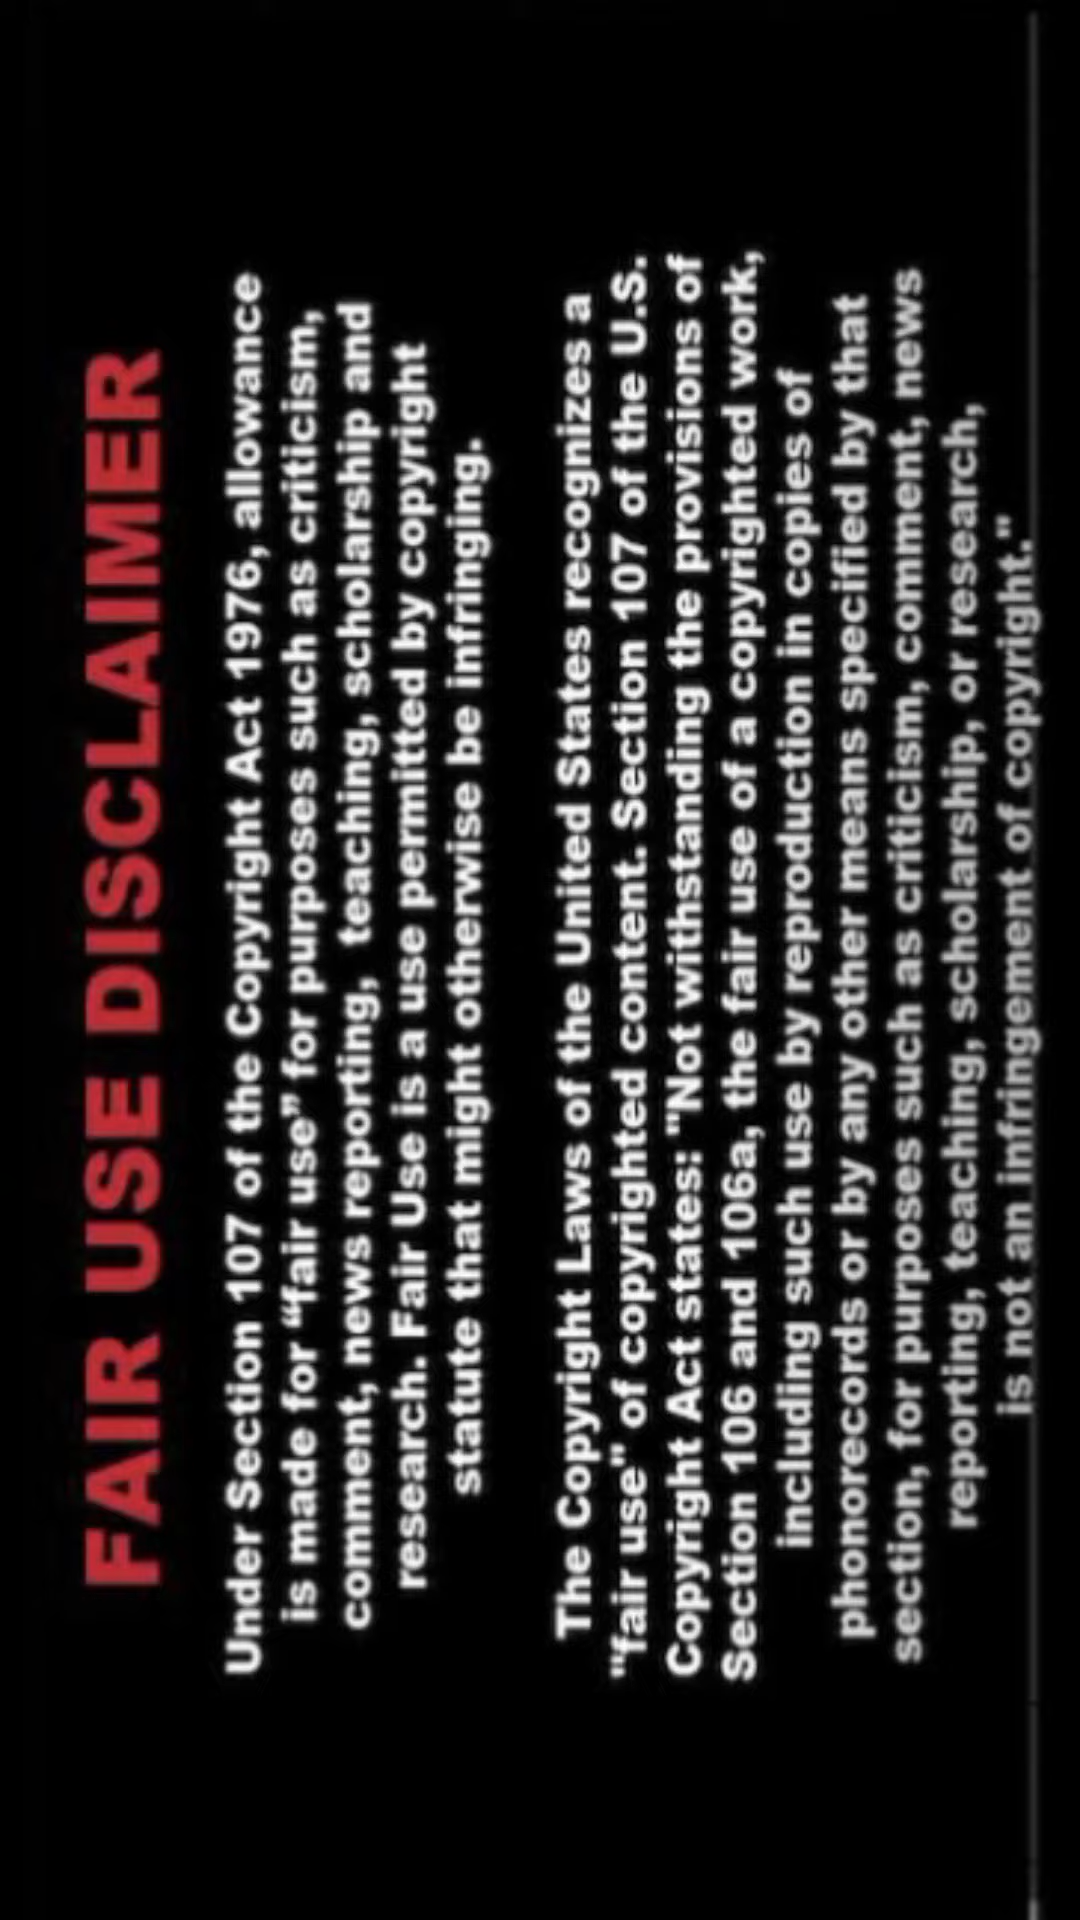 FAIR USE DISCLAIMER
Under Section 107 of the Copyright Act 1976, allowance
is made for “fair use” for purposes such as criticism,
comment, news reporting, teaching, scholarship and
research. Fair Use is a use permitted by copyright
statute that might otherwise be infringing.
The Copyright Laws of the United States recognizes a
"fair use" of copyrighted content. Section 107 of the U.S.
Copyright Act states: "Not withstanding the provisions of
Section 106 and 106a, the fair use of a copyrighted work,
including such use by reproduction in copies of
phonorecords or by any other means specified by that
section, for purposes such as criticism, comment, news
reporting, teaching, scholarship, or research,
is not an infringement of copyright."